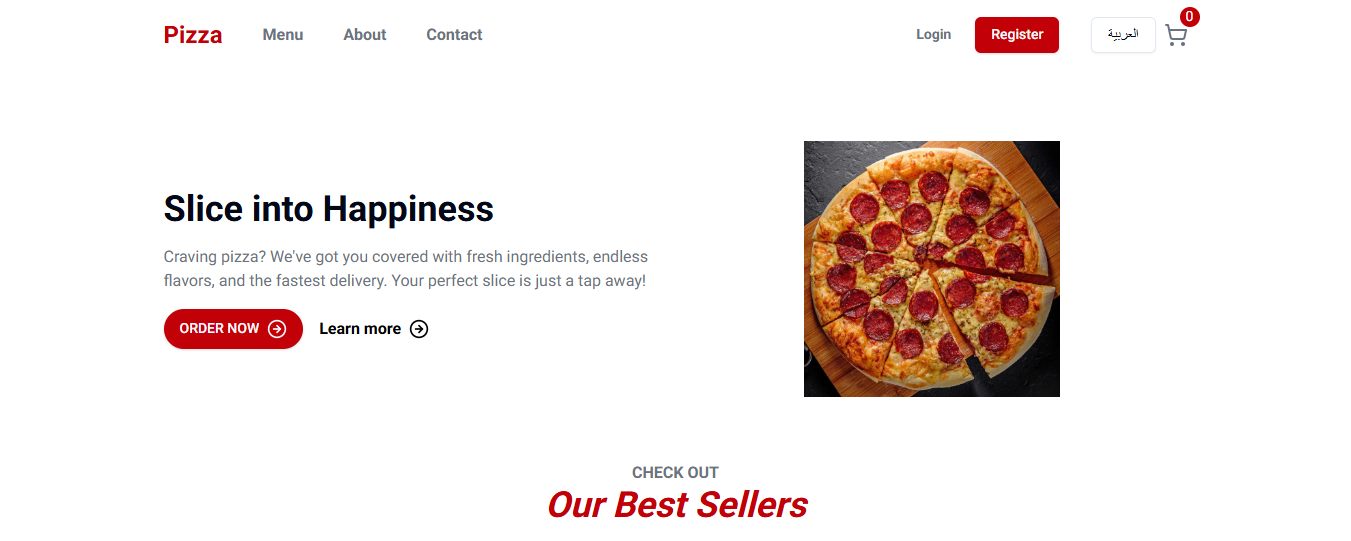 Pizza Menu About Contact Login Register العربية 0
Slice into Happiness
Craving pizza? We've got you covered with fresh ingredients, endless
flavors, and the fastest delivery. Your perfect slice is just a tap away!
ORDER NOW Learn more
CHECK OUT
Our Best Sellers